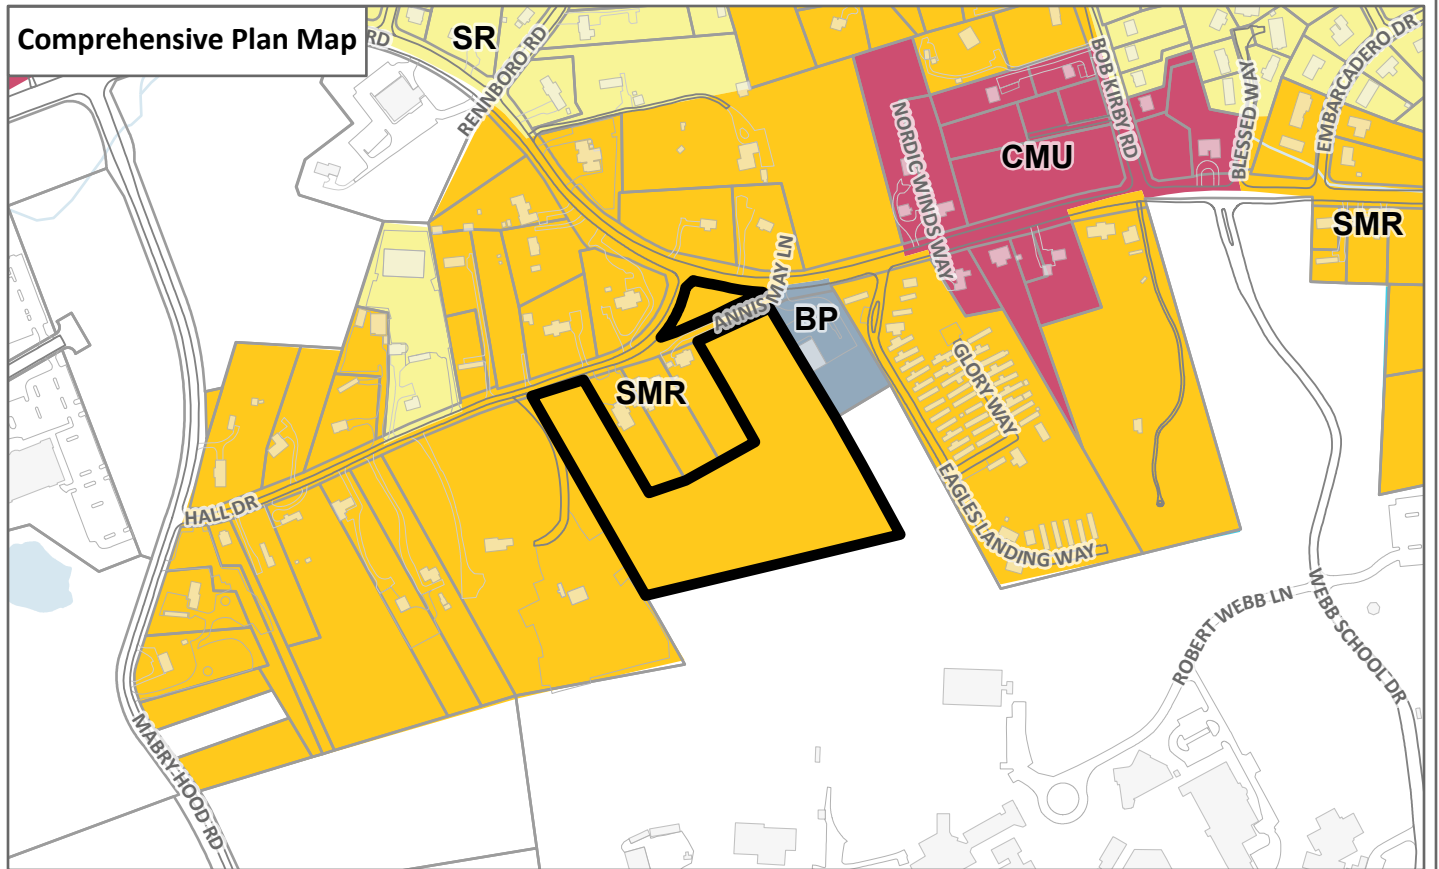 Comprehensive Plan Map
RD
SR
RENNBORO RD
BOB KIRBY RD
BLESSED WAY
EMBARCADERO DR
NORDIC WINDS WAY
CMU
SMR
ANNIS MAY LN
BP
SMR
GLORY WAY
EAGLES LANDING WAY
HALL DR
MABRY HOOD RD
ROBERT WEBB LN
WEBB SCHOOL DR